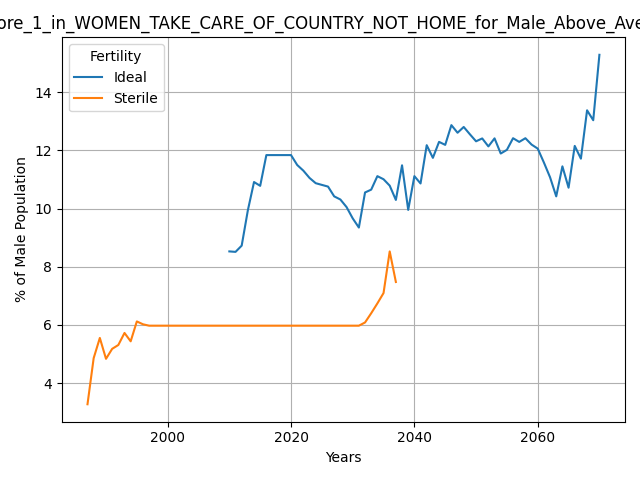 ore_1_in_WOMEN_TAKE_CARE_OF_COUNTRY_NOT_HOME_for_Male_Above_Ave
Fertility
Ideal
Sterile
14
12
10
8
6
4
% of Male Population
2000 2020 2040 2060
Years